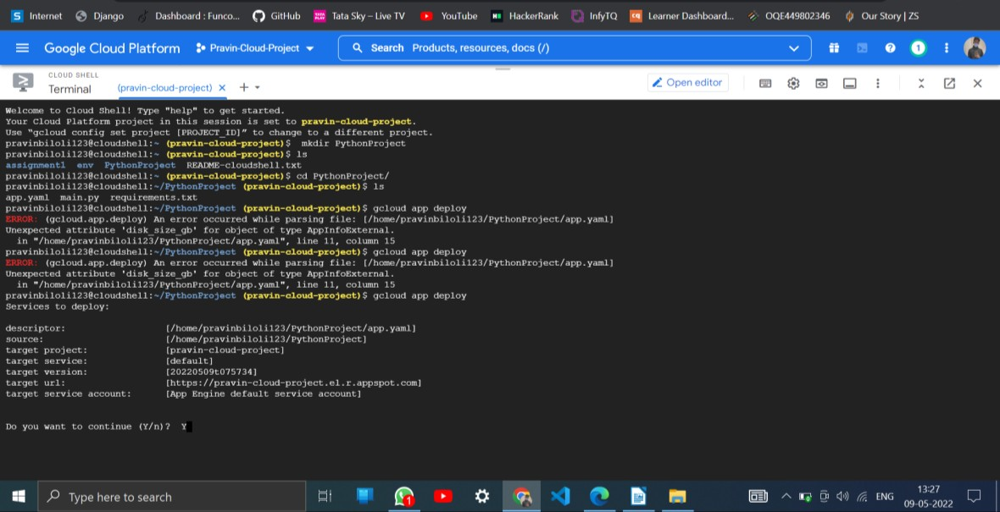 Internet Django Dashboard : Funco... GitHub Tata Sky – Live TV YouTube HackerRank InfyTQ Learner Dashboard... OQE449802346 Our Story | ZS
Google Cloud Platform Pravin-Cloud-Project Search Products, resources, docs (/) 1
CLOUD SHELL
Terminal (pravin-cloud-project) Open editor
Welcome to Cloud Shell! Type "help" to get started.
Your Cloud Platform project in this session is set to pravin-cloud-project.
Use “gcloud config set project [PROJECT_ID]” to change to a different project.
pravinbiloli123@cloudshell:~ (pravin-cloud-project)$ mkdir PythonProject
pravinbiloli123@cloudshell:~ (pravin-cloud-project)$ ls
assignment1 env PythonProject README-cloudshell.txt
pravinbiloli123@cloudshell:~ (pravin-cloud-project)$ cd PythonProject/
pravinbiloli123@cloudshell:~/PythonProject (pravin-cloud-project)$ ls
app.yaml main.py requirements.txt
pravinbiloli123@cloudshell:~/PythonProject (pravin-cloud-project)$ gcloud app deploy
ERROR: (gcloud.app.deploy) An error occurred while parsing file: [/home/pravinbiloli123/PythonProject/app.yaml]
Unexpected attribute 'disk_size_gb' for object of type AppInfoExternal.
in "/home/pravinbiloli123/PythonProject/app.yaml", line 11, column 15
pravinbiloli123@cloudshell:~/PythonProject (pravin-cloud-project)$ gcloud app deploy
ERROR: (gcloud.app.deploy) An error occurred while parsing file: [/home/pravinbiloli123/PythonProject/app.yaml]
Unexpected attribute 'disk_size_gb' for object of type AppInfoExternal.
in "/home/pravinbiloli123/PythonProject/app.yaml", line 11, column 15
pravinbiloli123@cloudshell:~/PythonProject (pravin-cloud-project)$ gcloud app deploy
Services to deploy:
descriptor: [/home/pravinbiloli123/PythonProject/app.yaml]
source: [/home/pravinbiloli123/PythonProject]
target project: [pravin-cloud-project]
target service: [default]
target version: [20220509t075734]
target url: [https://pravin-cloud-project.el.r.appspot.com]
target service account: [App Engine default service account]
Do you want to continue (Y/n)? Y
Type here to search 1 ENG 13:27
09-05-2022